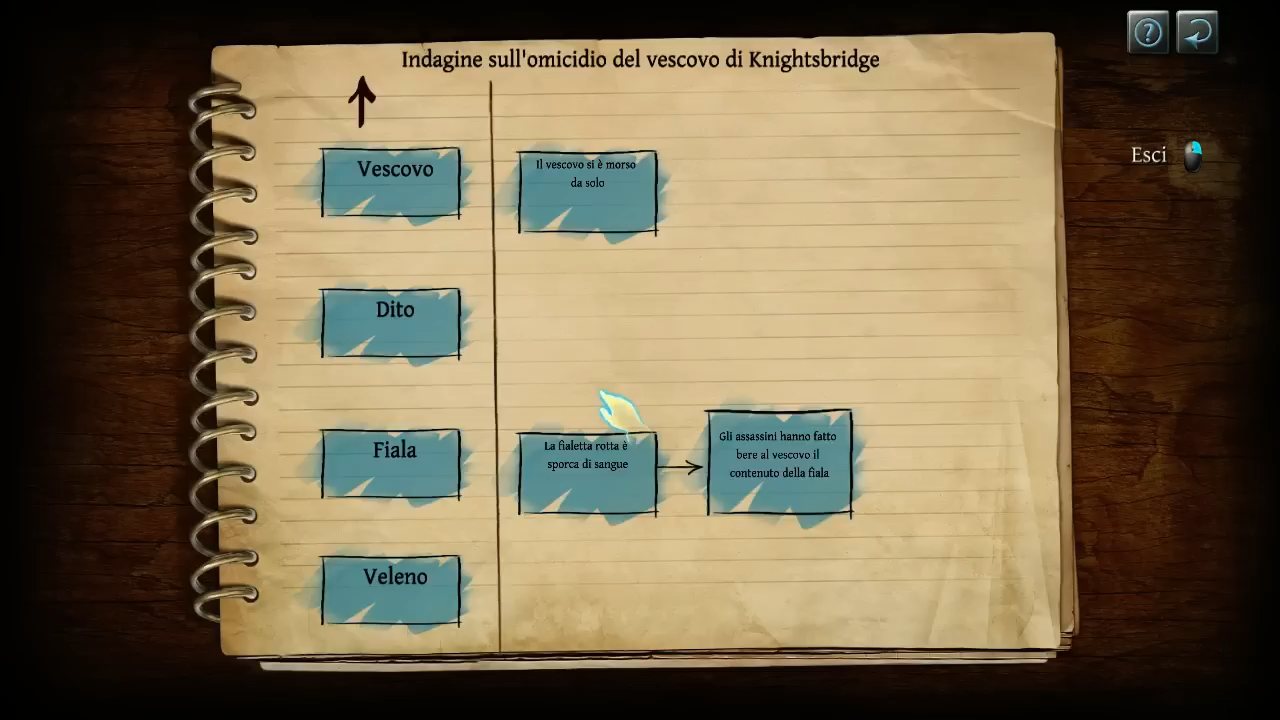 Indagine sull'omicidio del vescovo di Knightsbridge
?
Esci
Vescovo
Il vescovo si è morso
da solo
Dito
Fiala
La fialetta rotta è
sporca di sangue
Gli assassini hanno fatto
bere al vescovo il
contenuto della fiala
Veleno